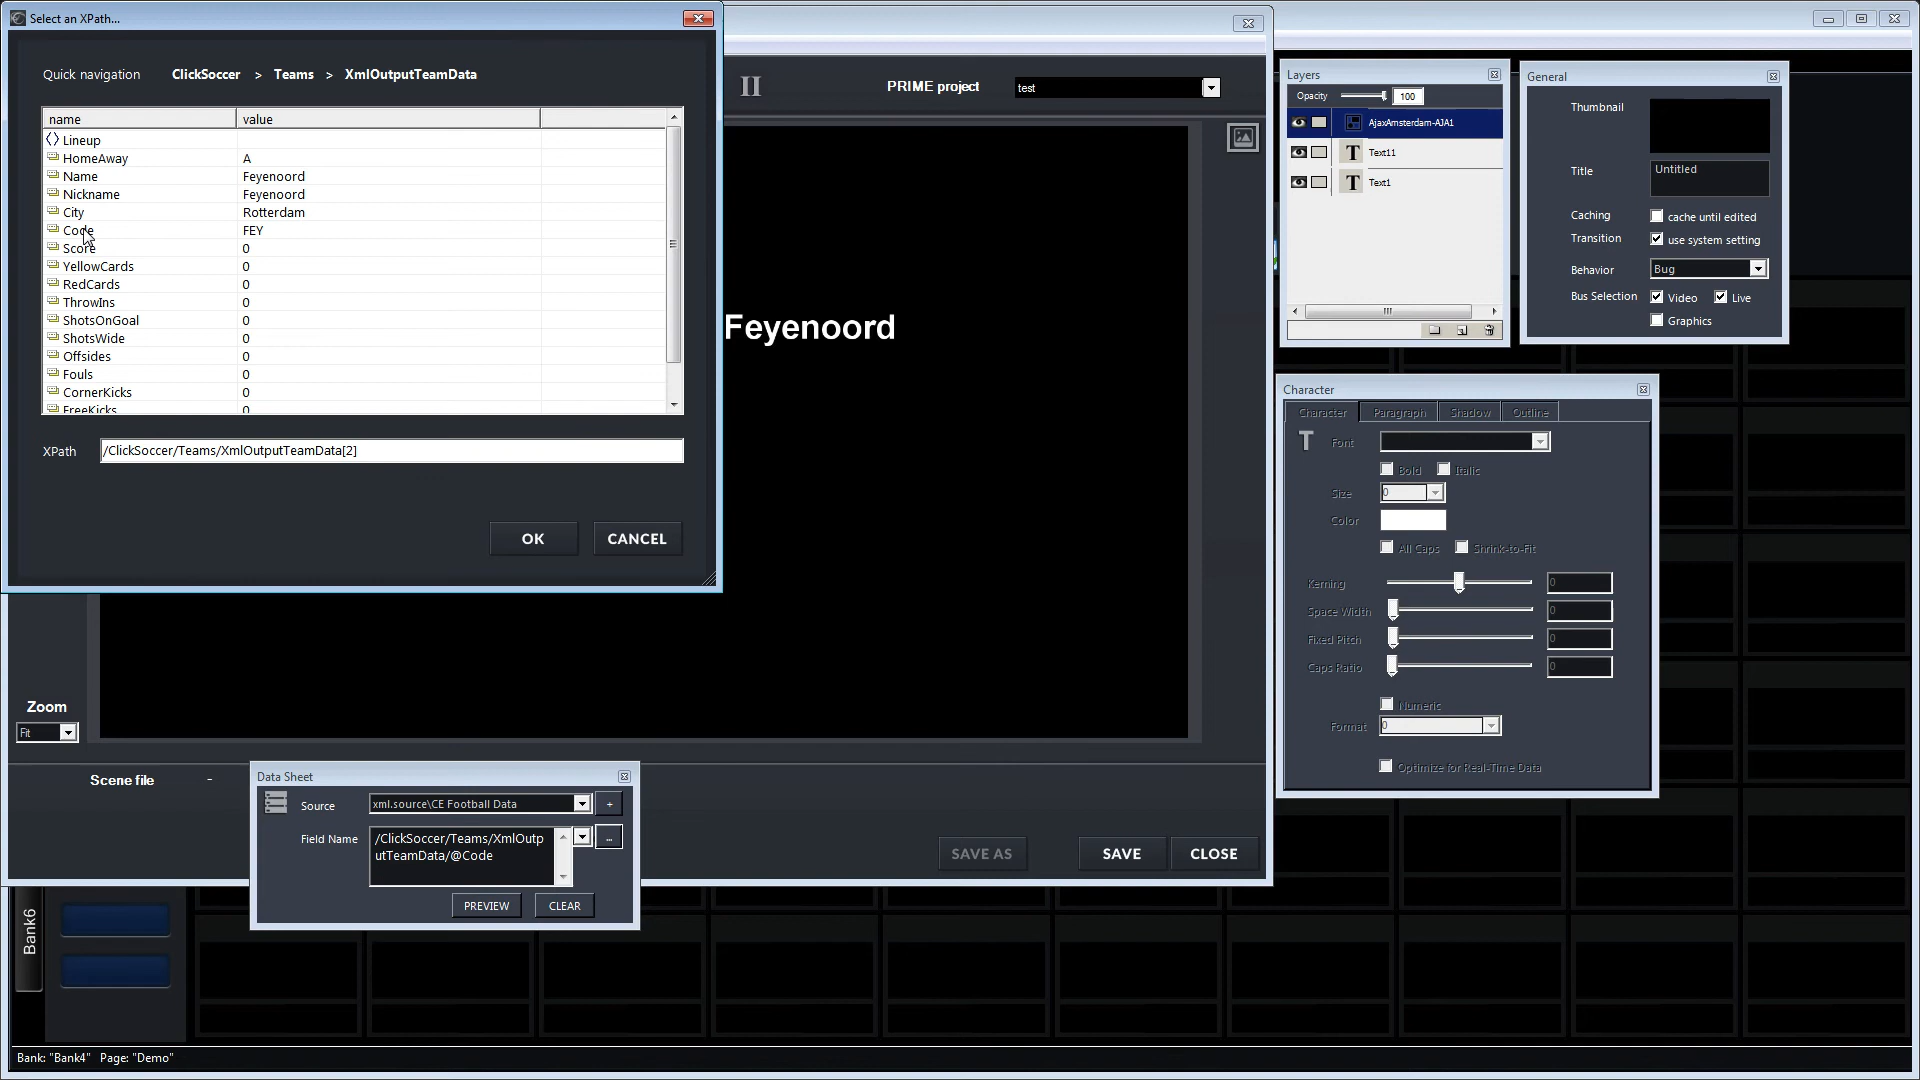 Select an XPath...
Quick navigation ClickSoccer > Teams > XmlOutputTeamData
name value
Lineup
HomeAway A
Name Feyenoord
Nickname Feyenoord
City Rotterdam
Code FEY
Score 0
YellowCards 0
RedCards 0
ThrowIns 0
ShotsOnGoal 0
ShotsWide 0
Offsides 0
Fouls 0
CornerKicks 0
FreeKicks 0
XPath /ClickSoccer/Teams/XmlOutputTeamData[2]
OK CANCEL
PRIME project test
Feyenoord
Zoom
Fit
Scene file -
SAVE AS SAVE CLOSE
Data Sheet
Source xml.source\CE Football Data +
Field Name /ClickSoccer/Teams/XmlOutp
utTeamData/@Code
...
PREVIEW CLEAR
Layers
Opacity 100
AjaxAmsterdam-AJA1
T Text11
T Text1
General
Thumbnail
Title Untitled
Caching cache until edited
Transition use system setting
Behavior Bug
Bus Selection Video Live
Graphics
Character
Character Paragraph Shadow Outline
T Font
Bold Italic
Size 0
Color
All Caps Shrink-to-Fit
Kerning 0
Space Width 0
Fixed Pitch 0
Caps Ratio 0
Numeric
Format 0
Optimize for Real-Time Data
Bank6
Bank: "Bank4" Page: "Demo"